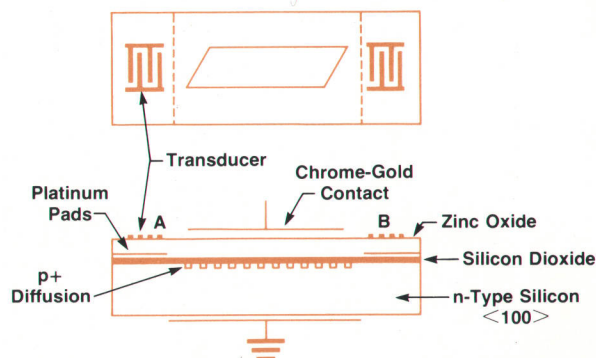 Transducer
Chrome-Gold
Contact
Platinum
Pads
A
B
Zinc Oxide
Silicon Dioxide
p+
Diffusion
n-Type Silicon
<100>